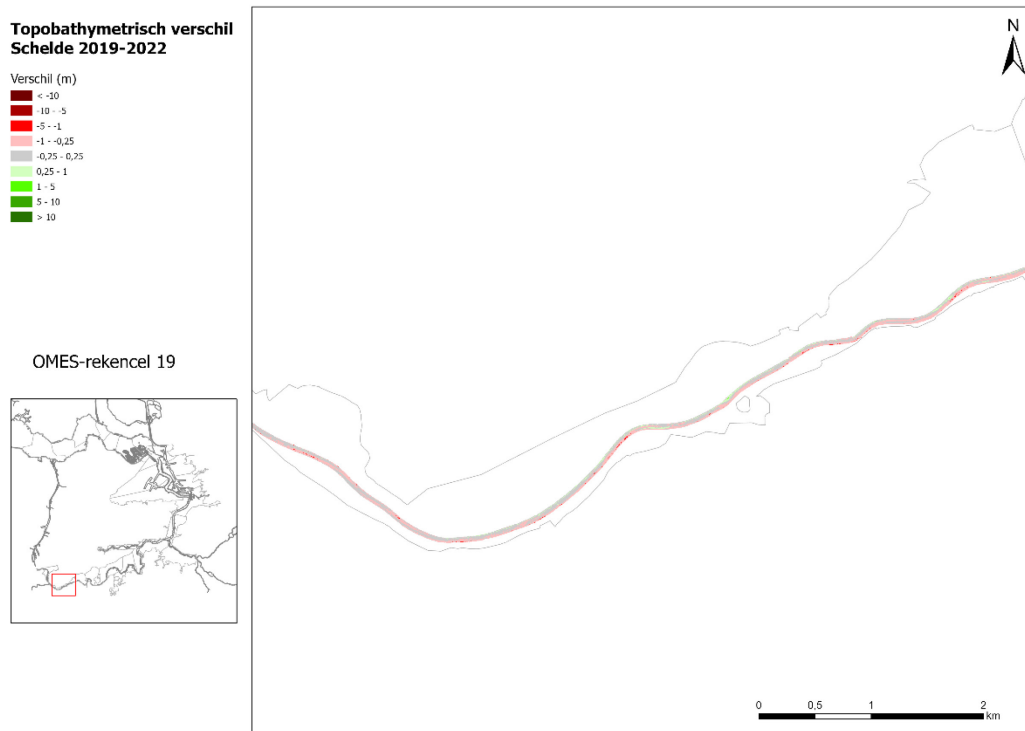 Topobathymetrisch verschil
Schelde 2019-2022
Verschil (m)
< -10
-10 - -5
-5 - -1
-1 - -0,25
-0,25 - 0,25
0,25 - 1
1 - 5
5 - 10
> 10
OMES-rekencel 19
N
0 0,5 1 2
km